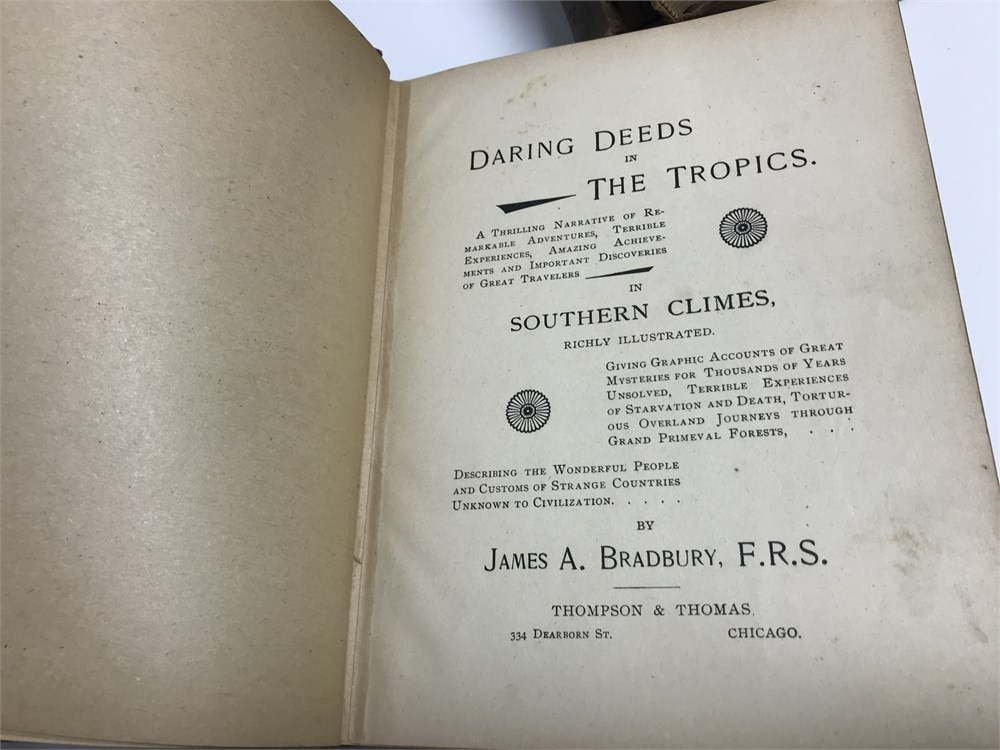 DARING DEEDS
IN
THE TROPICS.
A THRILLING NARRATIVE OF RE-
MARKABLE ADVENTURES, TERRIBLE
EXPERIENCES, AMAZING ACHIEVE-
MENTS AND IMPORTANT DISCOVERIES
OF GREAT TRAVELERS
IN
SOUTHERN CLIMES,
RICHLY ILLUSTRATED.
GIVING GRAPHIC ACCOUNTS OF GREAT
MYSTERIES FOR THOUSANDS OF YEARS
UNSOLVED, TERRIBLE EXPERIENCES
OF STARVATION AND DEATH, TORTUR-
OUS OVERLAND JOURNEYS THROUGH
GRAND PRIMEVAL FORESTS, . . .
DESCRIBING THE WONDERFUL PEOPLE
AND CUSTOMS OF STRANGE COUNTRIES
UNKNOWN TO CIVILIZATION. . . . .
BY
JAMES A. BRADBURY, F.R.S.
THOMPSON & THOMAS
334 DEARBORN ST. CHICAGO.